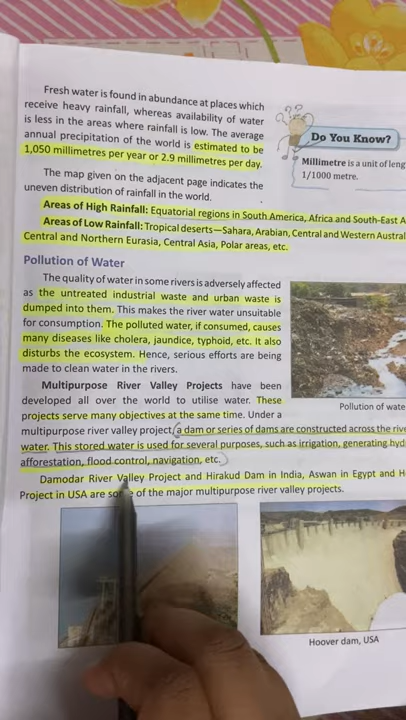 Fresh water is found in abundance at places which
receive heavy rainfall, whereas availability of water
is less in the areas where rainfall is low. The average
annual precipitation of the world is estimated to be
1,050 millimetres per year or 2.9 millimetres per day.
The map given on the adjacent page indicates the
uneven distribution of rainfall in the world.
Do You Know?
Millimetre is a unit of leng
1/1000 metre.
Areas of High Rainfall: Equatorial regions in South America, Africa and South-East A
Areas of Low Rainfall: Tropical deserts—Sahara, Arabian, Central and Western Austral
Central and Northern Eurasia, Central Asia, Polar areas, etc.
Pollution of Water
The quality of water in some rivers is adversely affected
as the untreated industrial waste and urban waste is
dumped into them. This makes the river water unsuitable
for consumption. The polluted water, if consumed, causes
many diseases like cholera, jaundice, typhoid, etc. It also
disturbs the ecosystem. Hence, serious efforts are being
made to clean water in the rivers.
Pollution of wate
Multipurpose River Valley Projects have been
developed all over the world to utilise water. These
projects serve many objectives at the same time. Under a
multipurpose river valley project, a dam or series of dams are constructed across the rive
water. This stored water is used for several purposes, such as irrigation, generating hyd
afforestation, flood control, navigation, etc.
Damodar River Valley Project and Hirakud Dam in India, Aswan in Egypt and H
Project in USA are of the major multipurpose river valley projects.
Hoover dam, USA